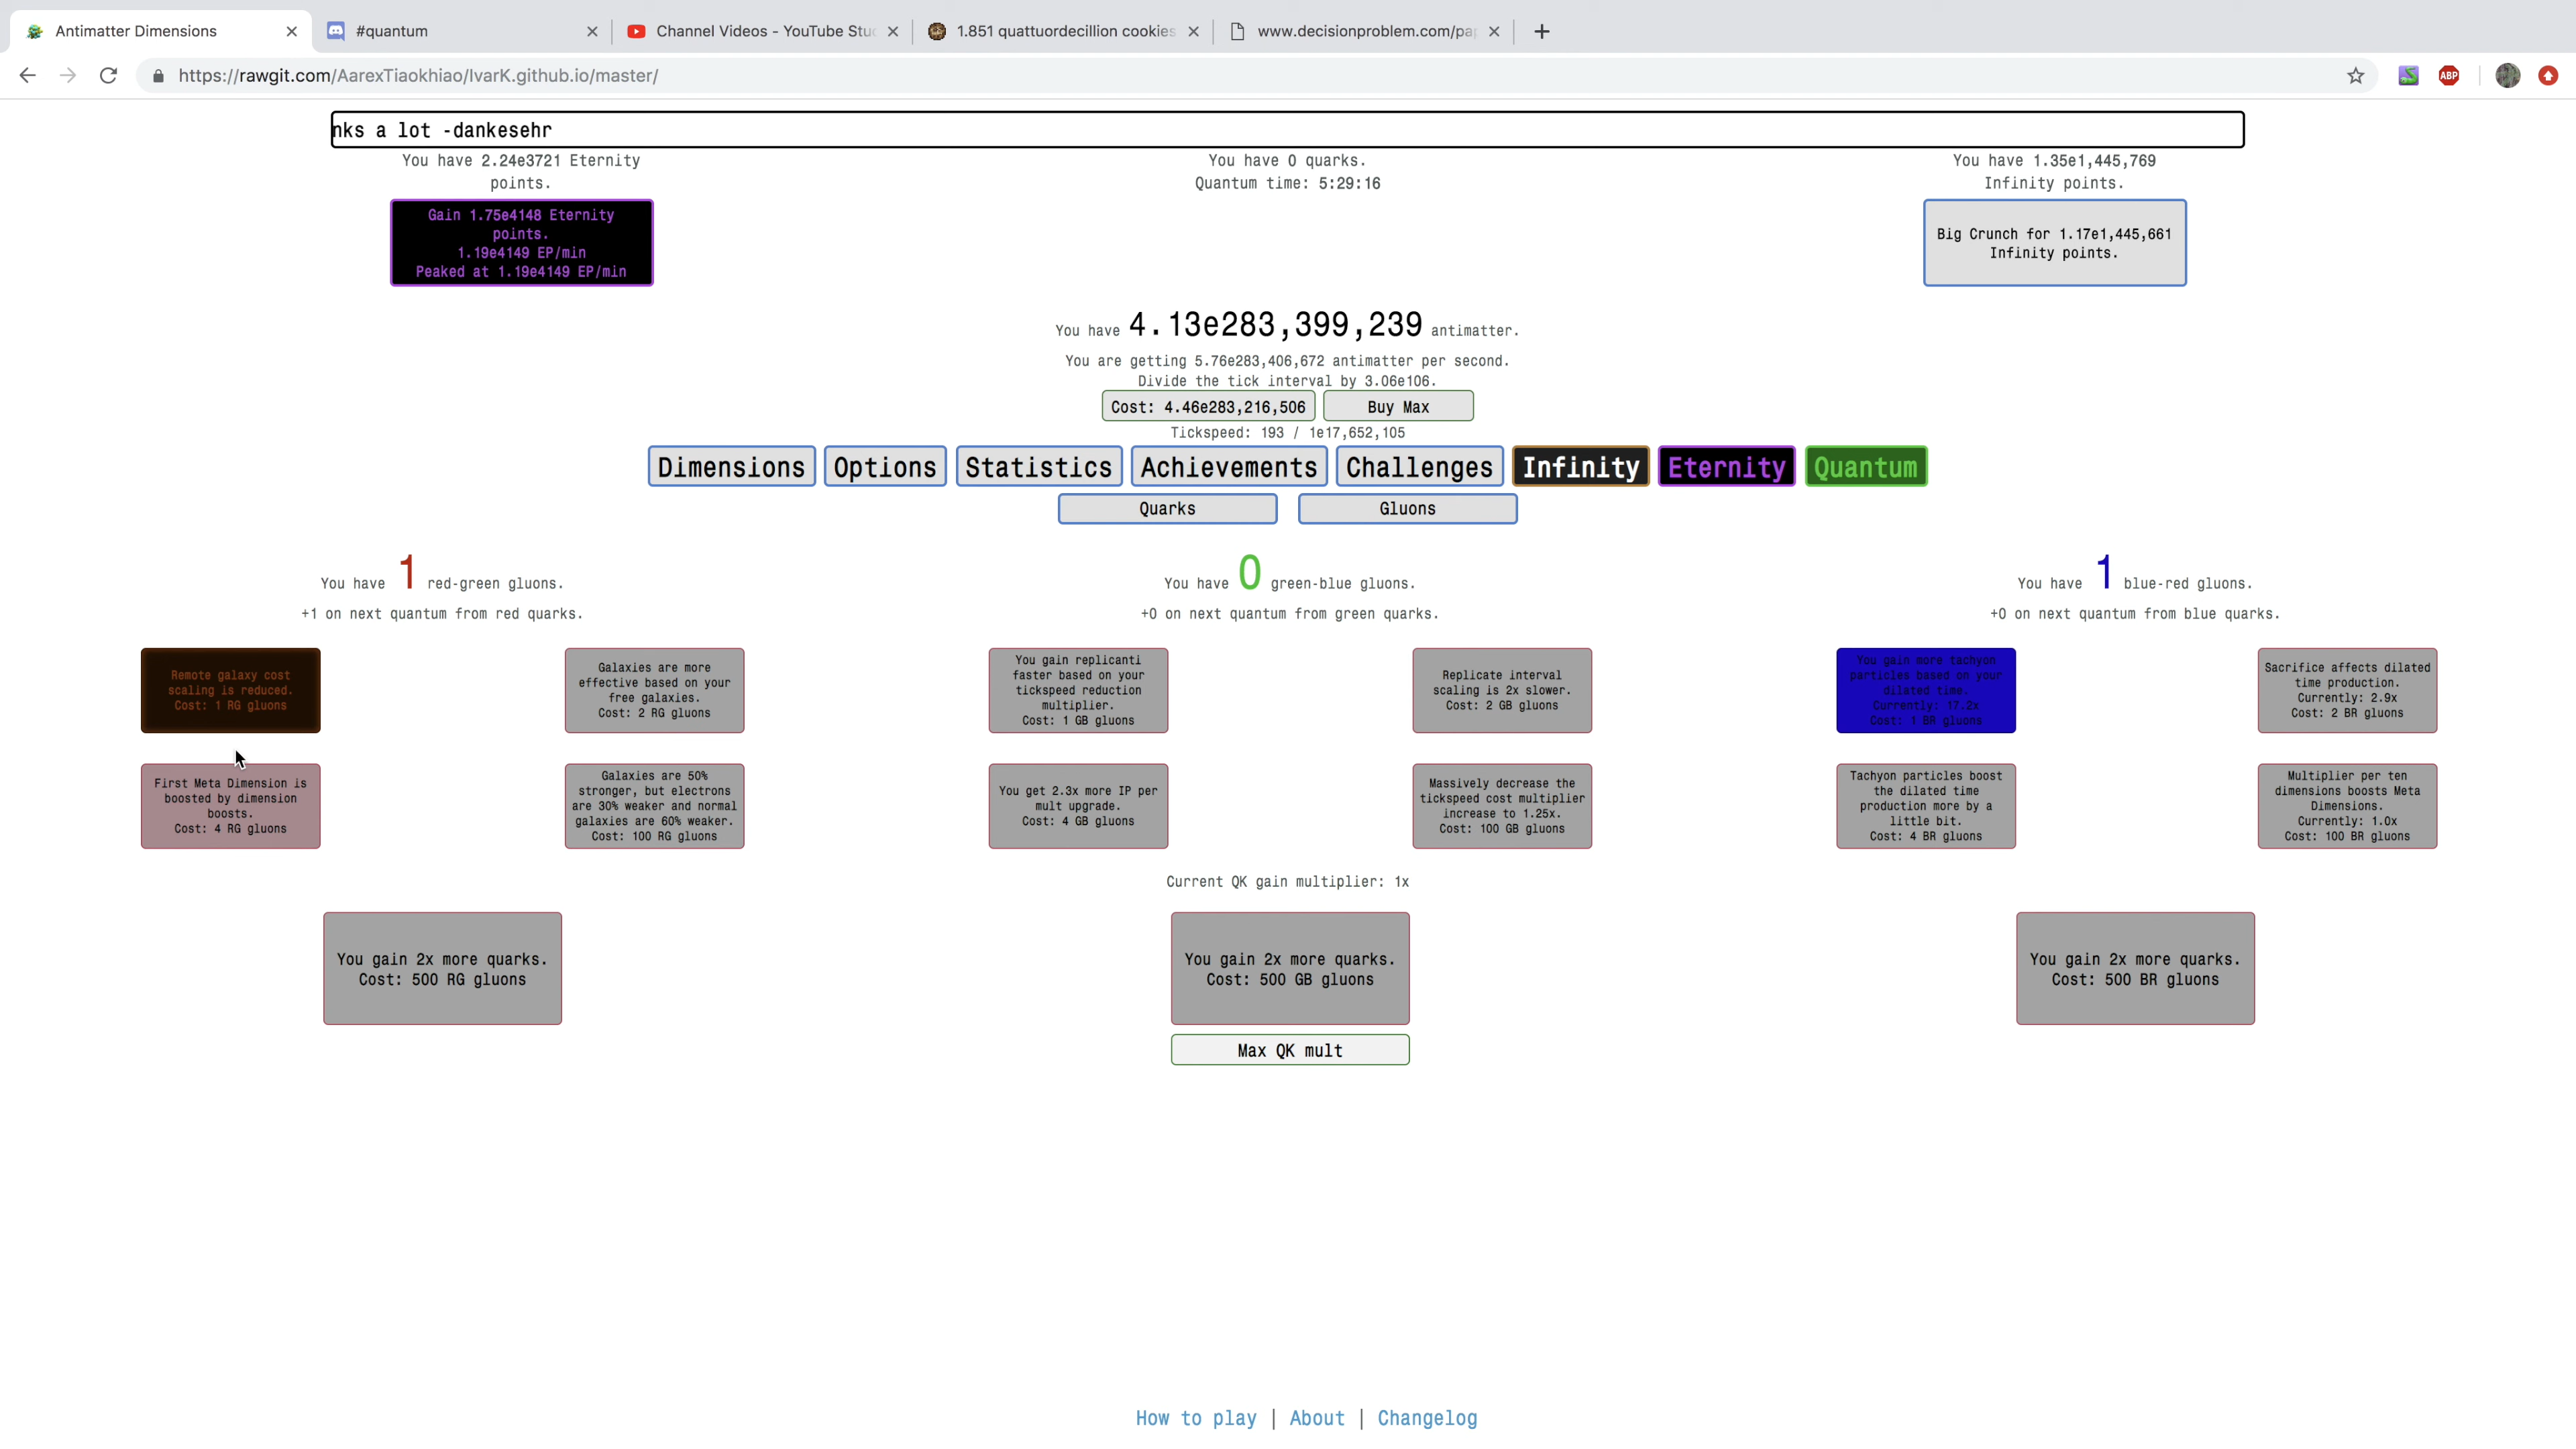 Antimatter Dimensions
#quantum
Channel Videos - YouTube Stu
1.851 quattuordecillion cookies
www.decisionproblem.com/pa
https://rawgit.com/AarexTiaokhiao/IvarK.github.io/master/
ABP
nks a lot -dankesehr
You have 2.24e3721 Eternity
points.
Gain 1.75e4148 Eternity
points.
1.19e4149 EP/min
Peaked at 1.19e4149 EP/min
You have 0 quarks.
Quantum time: 5:29:16
You have 1.35e1,445,769
Infinity points.
Big Crunch for 1.17e1,445,661
Infinity points.
You have 4.13e283,399,239 antimatter.
You are getting 5.76e283,406,672 antimatter per second.
Divide the tick interval by 3.06e106.
Cost: 4.46e283,216,506
Buy Max
Tickspeed: 193 / 1e17,652,105
Dimensions
Options
Statistics
Achievements
Challenges
Infinity
Eternity
Quantum
Quarks
Gluons
You have 1 red-green gluons.
+1 on next quantum from red quarks.
You have 0 green-blue gluons.
+0 on next quantum from green quarks.
You have 1 blue-red gluons.
+0 on next quantum from blue quarks.
Remote galaxy cost
scaling is reduced.
Cost: 1 RG gluons
Galaxies are more
effective based on your
free galaxies.
Cost: 2 RG gluons
You gain replicanti
faster based on your
tickspeed reduction
multiplier.
Cost: 1 GB gluons
Replicate interval
scaling is 2x slower.
Cost: 2 GB gluons
You gain more tachyon
particles based on your
dilated time.
Currently: 17.2x
Cost: 1 BR gluons
Sacrifice affects dilated
time production.
Currently: 2.9x
Cost: 2 BR gluons
First Meta Dimension is
boosted by dimension
boosts.
Cost: 4 RG gluons
Galaxies are 50%
stronger, but electrons
are 30% weaker and normal
galaxies are 60% weaker.
Cost: 100 RG gluons
You get 2.3x more IP per
mult upgrade.
Cost: 4 GB gluons
Massively decrease the
tickspeed cost multiplier
increase to 1.25x.
Cost: 100 GB gluons
Tachyon particles boost
the dilated time
production more by a
little bit.
Cost: 4 BR gluons
Multiplier per ten
dimensions boosts Meta
Dimensions.
Currently: 1.0x
Cost: 100 BR gluons
Current QK gain multiplier: 1x
You gain 2x more quarks.
Cost: 500 RG gluons
You gain 2x more quarks.
Cost: 500 GB gluons
You gain 2x more quarks.
Cost: 500 BR gluons
Max QK mult
How to play | About | Changelog